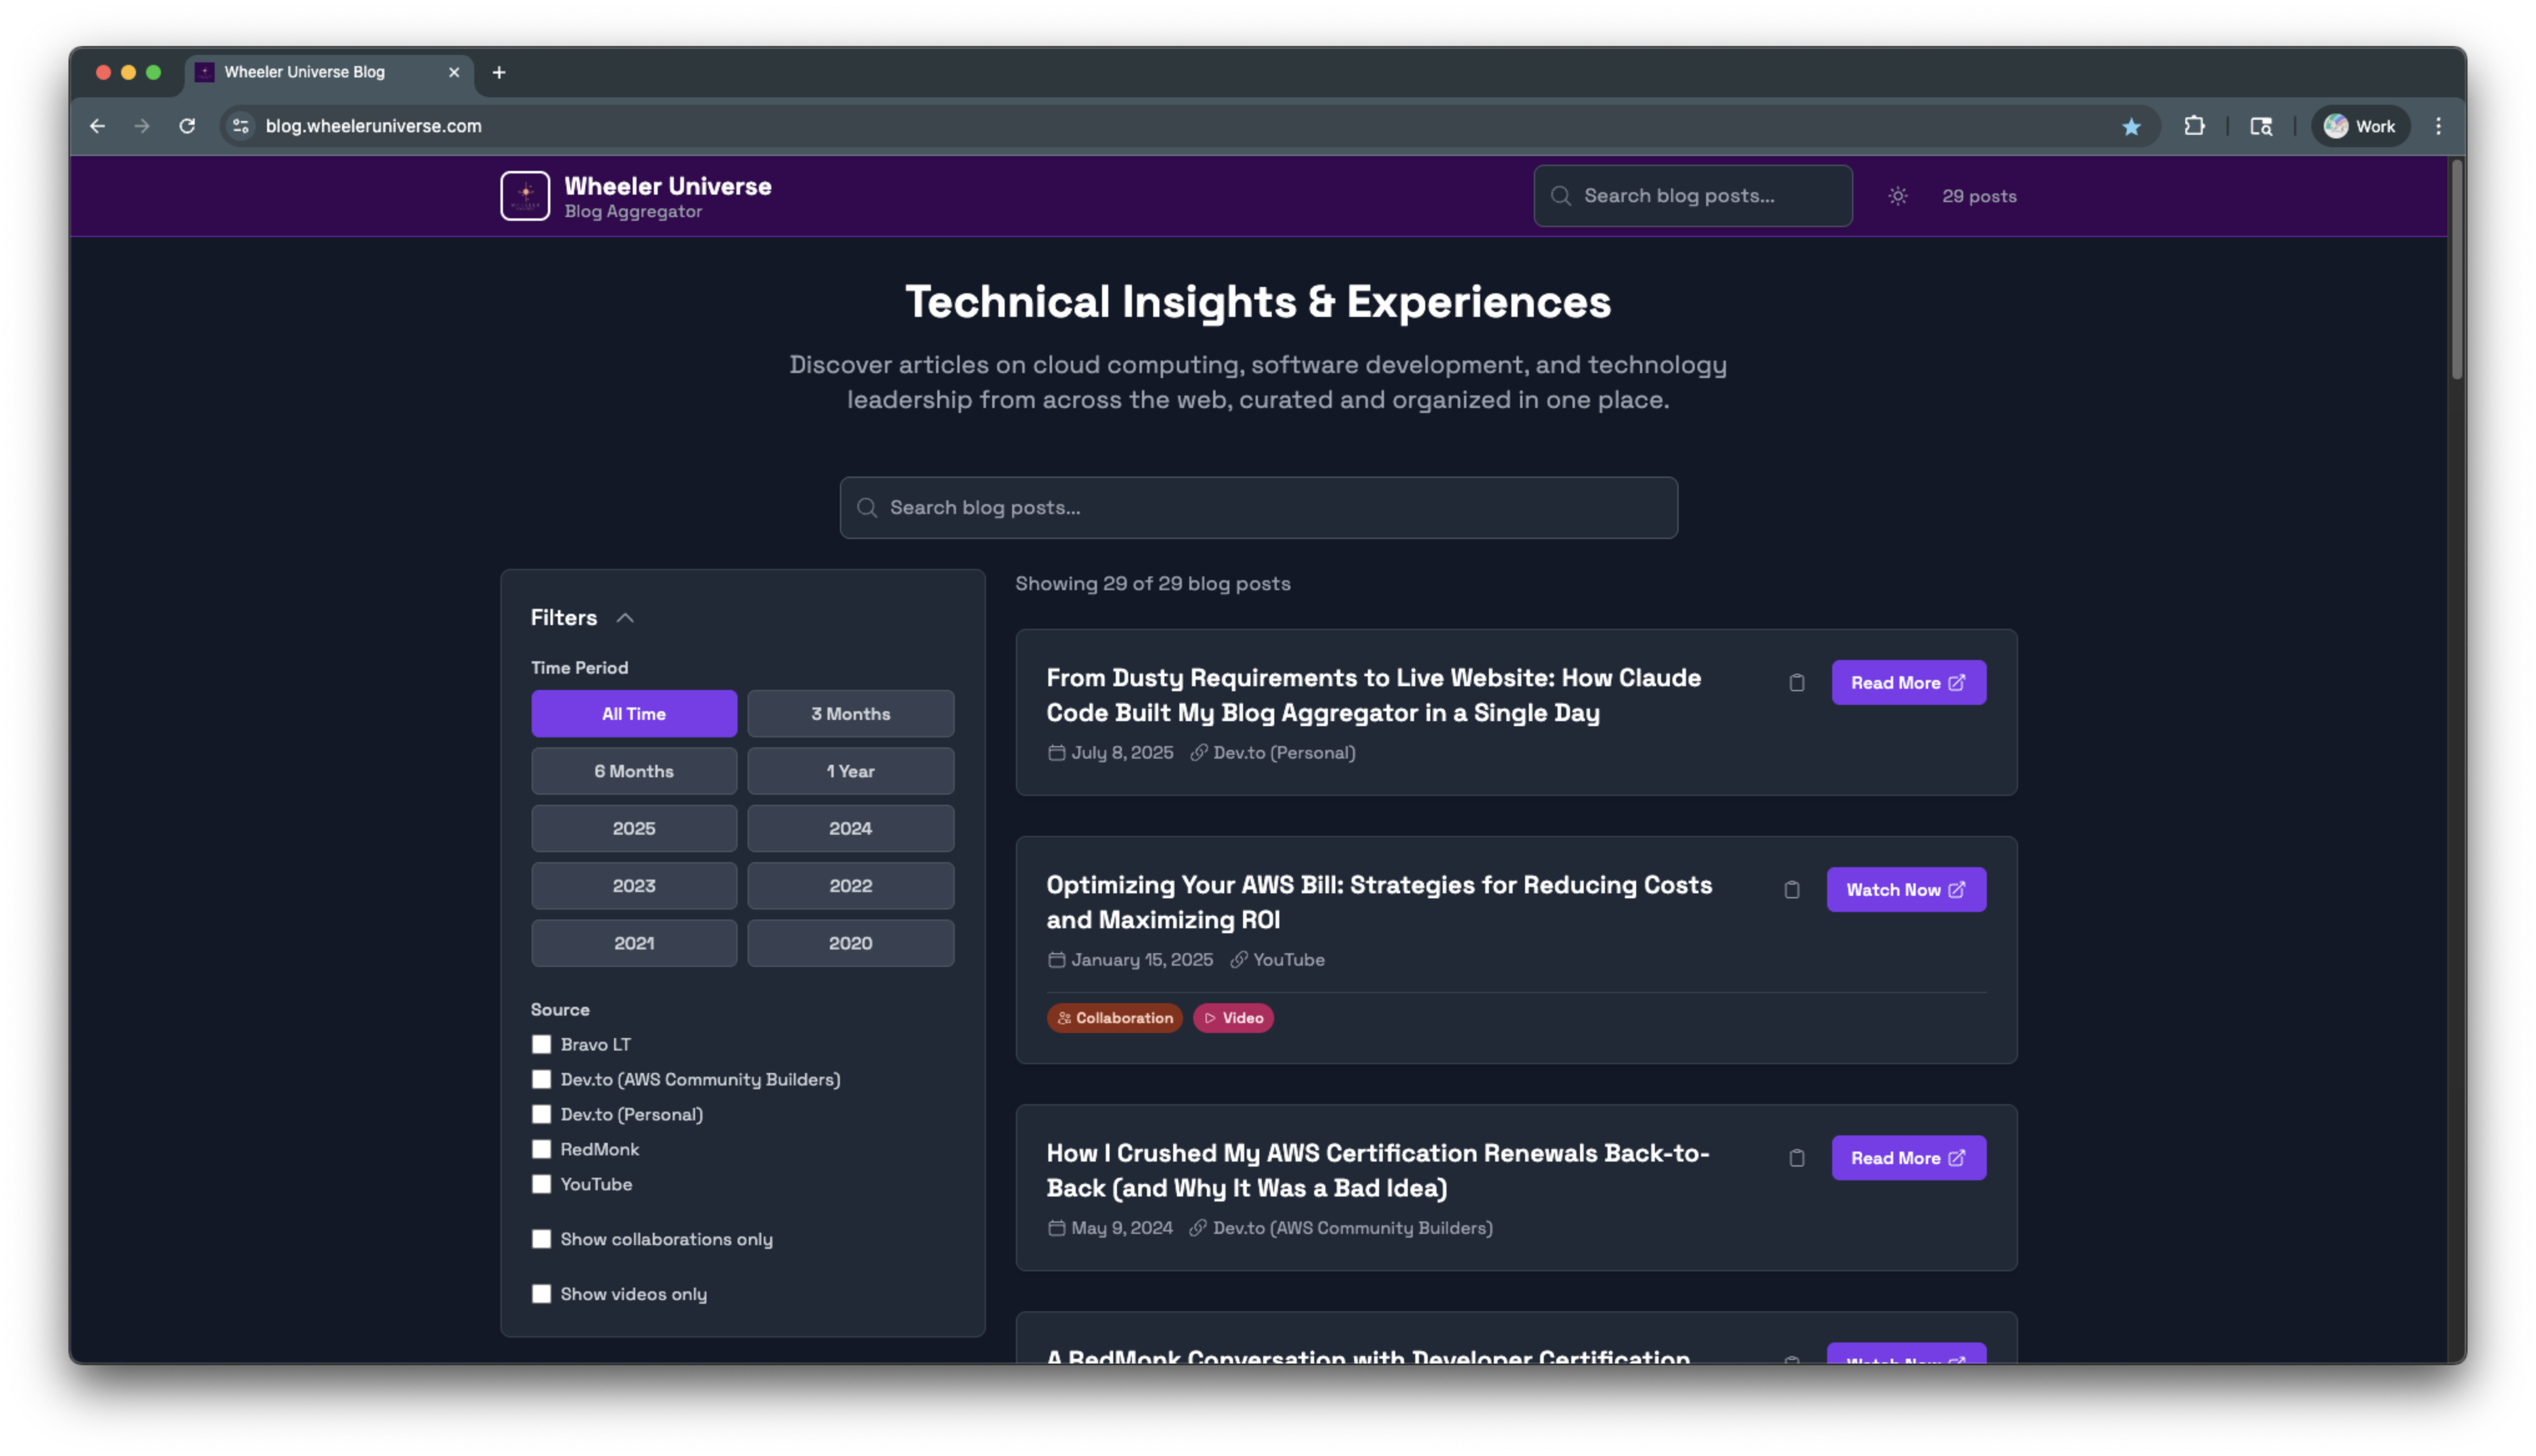 Wheeler Universe Blog
blog.wheeleruniverse.com
Work
Wheeler Universe
Blog Aggregator
Search blog posts...
29 posts
Technical Insights & Experiences
Discover articles on cloud computing, software development, and technology
leadership from across the web, curated and organized in one place.
Search blog posts...
Filters
Time Period
All Time
3 Months
6 Months
1 Year
2025
2024
2023
2022
2021
2020
Source
Bravo LT
Dev.to (AWS Community Builders)
Dev.to (Personal)
RedMonk
YouTube
Show collaborations only
Show videos only
Showing 29 of 29 blog posts
From Dusty Requirements to Live Website: How Claude
Code Built My Blog Aggregator in a Single Day
Read More
July 8, 2025 Dev.to (Personal)
Optimizing Your AWS Bill: Strategies for Reducing Costs
and Maximizing ROI
Watch Now
January 15, 2025 YouTube
Collaboration Video
How I Crushed My AWS Certification Renewals Back-to-
Back (and Why It Was a Bad Idea)
Read More
May 9, 2024 Dev.to (AWS Community Builders)
A RedMonk Conversation with Developer Certification
Watch Now